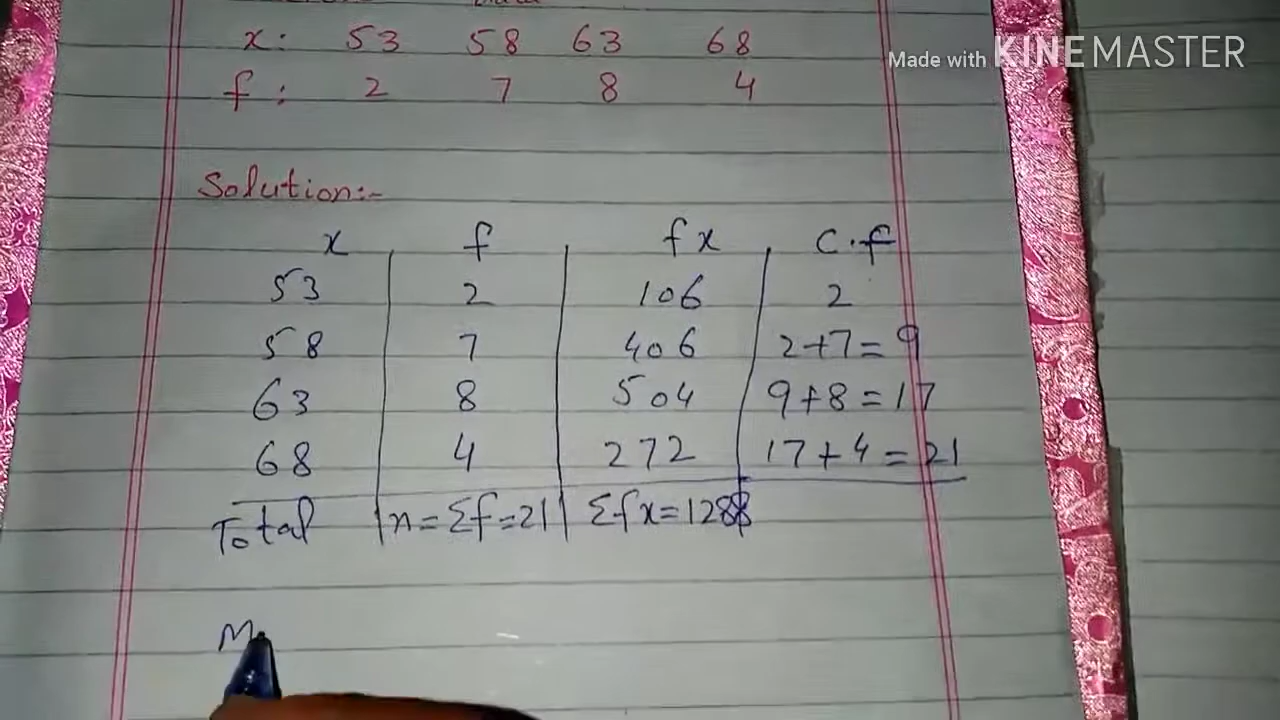 x: 53 58 63 68
Made with KINEMASTER
f: 2 7 8 4
Solution:-
x f fx c.f
53 2 106 2
58 7 406 2+7=9
63 8 504 9+8=17
68 4 272 17+4=21
Total n=Σf=21 Σfx=1288
M